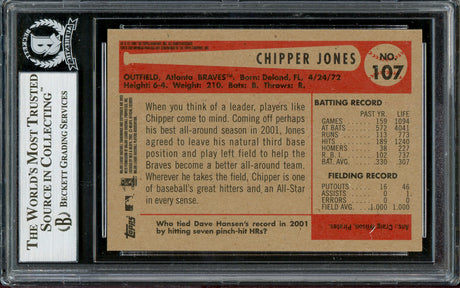 BECKETT
THE WORLD'S MOST TRUSTED
SOURCE IN COLLECTING™
BECKETT GRADING SERVICES
CHIPPER JONES
NO.
107
OUTFIELD, Atlanta BRAVES™. Born: Deland, FL, 4/24/72
Height: 6-4. Weight: 210. Bats: B. Throws: R.
When you think of a leader, players like
Chipper come to mind. Coming off perhaps
his best all-around season in 2001, Jones
agreed to leave his natural third base
position and play left field to help the
Braves become a better all-around team.
Wherever he takes the field, Chipper is one
of baseball's great hitters and an All-Star
in every sense.
BATTING RECORD
PAST YR. LIFE
GAMES 159 1094
AT BATS 572 4041
RUNS 113 773
HITS 189 1240
HOMERS 38 227
R.B.I. 102 737
BAT. AVG. .330 .307
FIELDING RECORD
PUTOUTS 16 46
ASSISTS 0 1
ERRORS 0 0
FIELD AVG. 1.000 1.000
Topps
Who tied Dave Hansen's record in 2001
by hitting seven pinch-hit HRs?
Ans.: Craig Wilson, Pirates.